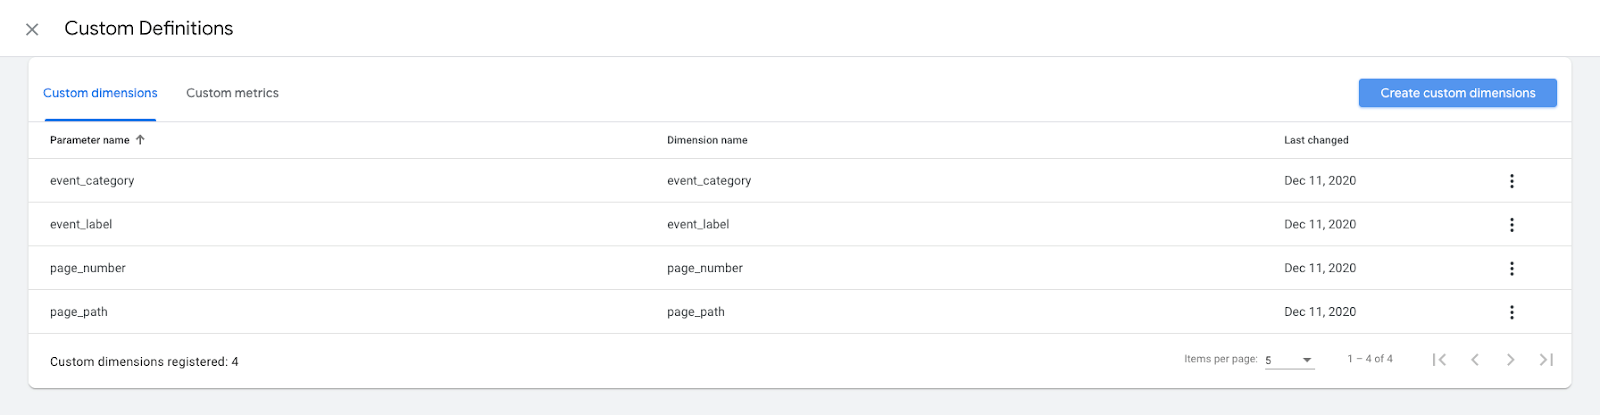 Custom Definitions
Custom dimensions Custom metrics Create custom dimensions
Parameter name Dimension name Last changed
event_category event_category Dec 11, 2020
event_label event_label Dec 11, 2020
page_number page_number Dec 11, 2020
page_path page_path Dec 11, 2020
Custom dimensions registered: 4 Items per page: 5 1 – 4 of 4